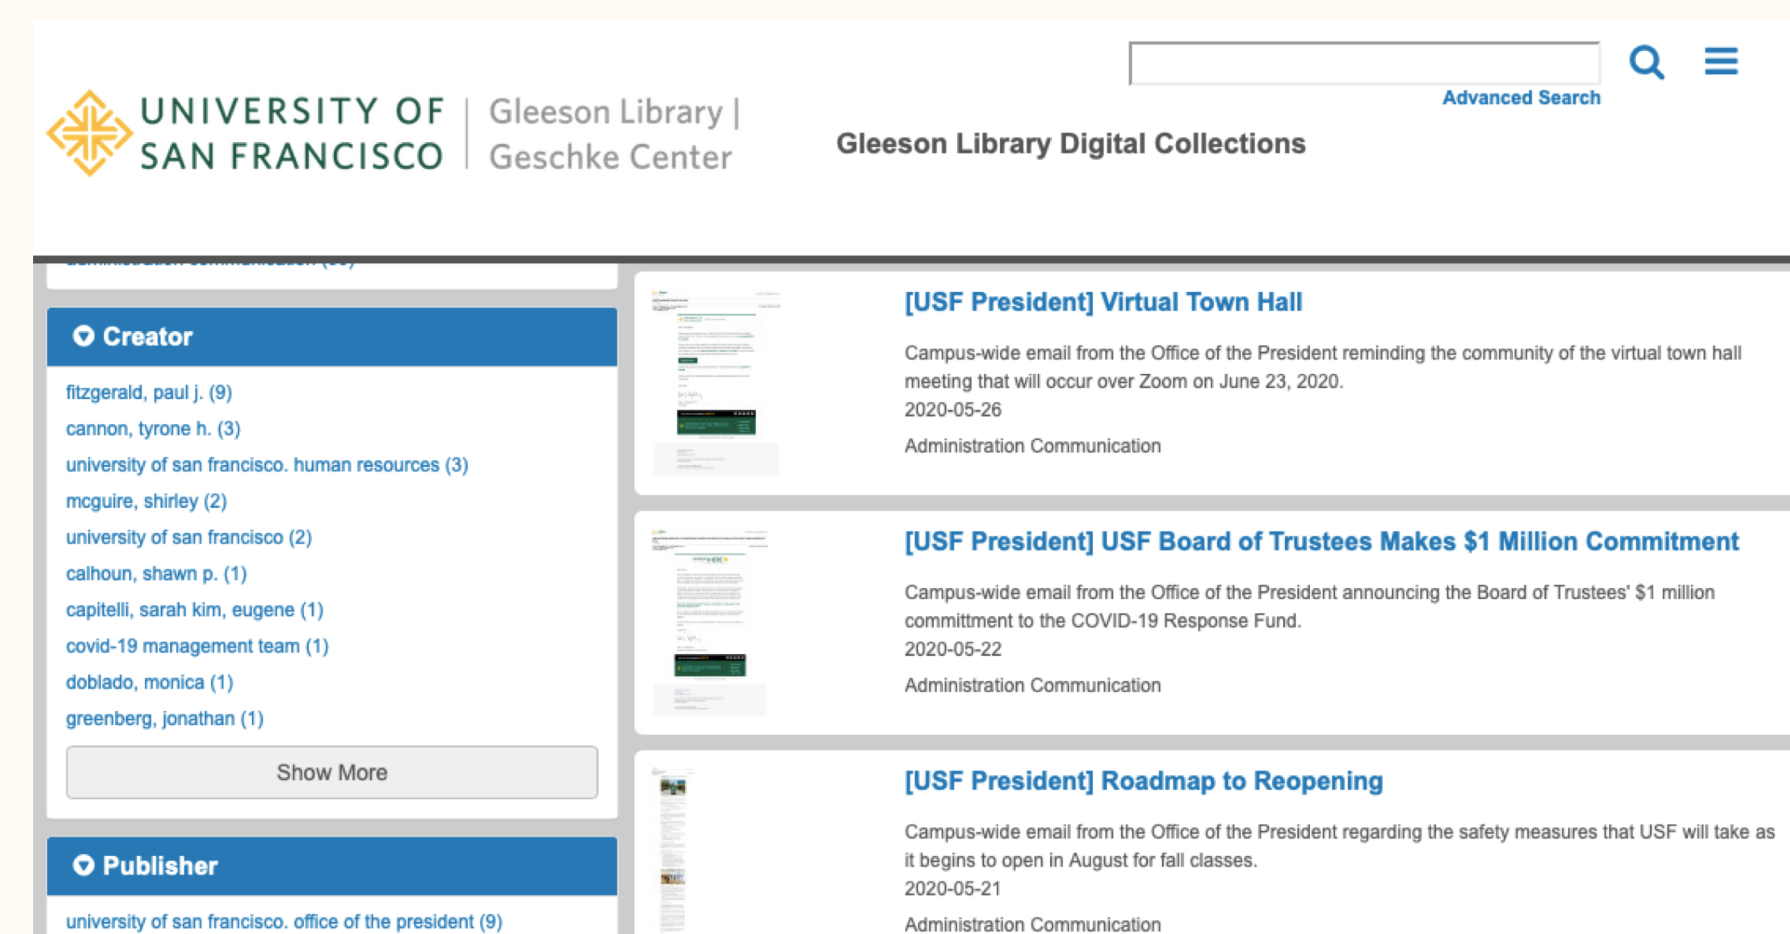 UNIVERSITY OF
SAN FRANCISCO
Gleeson Library |
Geschke Center
Advanced Search
Gleeson Library Digital Collections
Creator
fitzgerald, paul j. (9)
cannon, tyrone h. (3)
university of san francisco. human resources (3)
mcguire, shirley (2)
university of san francisco (2)
calhoun, shawn p. (1)
capitelli, sarah kim, eugene (1)
covid-19 management team (1)
doblado, monica (1)
greenberg, jonathan (1)
Show More
Publisher
university of san francisco. office of the president (9)
[USF President] Virtual Town Hall
Campus-wide email from the Office of the President reminding the community of the virtual town hall
meeting that will occur over Zoom on June 23, 2020.
2020-05-26
Administration Communication
[USF President] USF Board of Trustees Makes $1 Million Commitment
Campus-wide email from the Office of the President announcing the Board of Trustees' $1 million
committment to the COVID-19 Response Fund.
2020-05-22
Administration Communication
[USF President] Roadmap to Reopening
Campus-wide email from the Office of the President regarding the safety measures that USF will take as
it begins to open in August for fall classes.
2020-05-21
Administration Communication